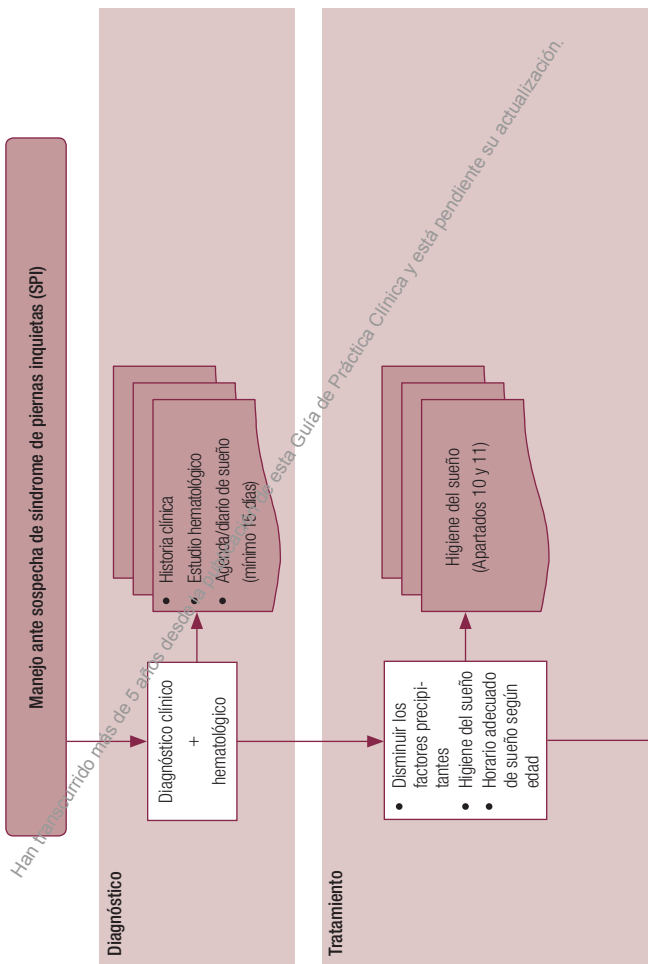 Manejo ante sospecha de síndrome de piernas inquietas (SPI)
Diagnóstico
Diagnóstico clínico
+
hematológico
• Historia clínica
• Estudio hematológico
• Agenda/diario de sueño
(mínimo 15 días)
Tratamiento
• Disminuir los
factores precipi-
tantes
• Higiene del sueño
• Horario adecuado
de sueño según
edad
Higiene del sueño
(Apartados 10 y 11)
Han transcurrido más de 5 años desde la publicación de esta Guía de Práctica Clínica y está pendiente su actualización.